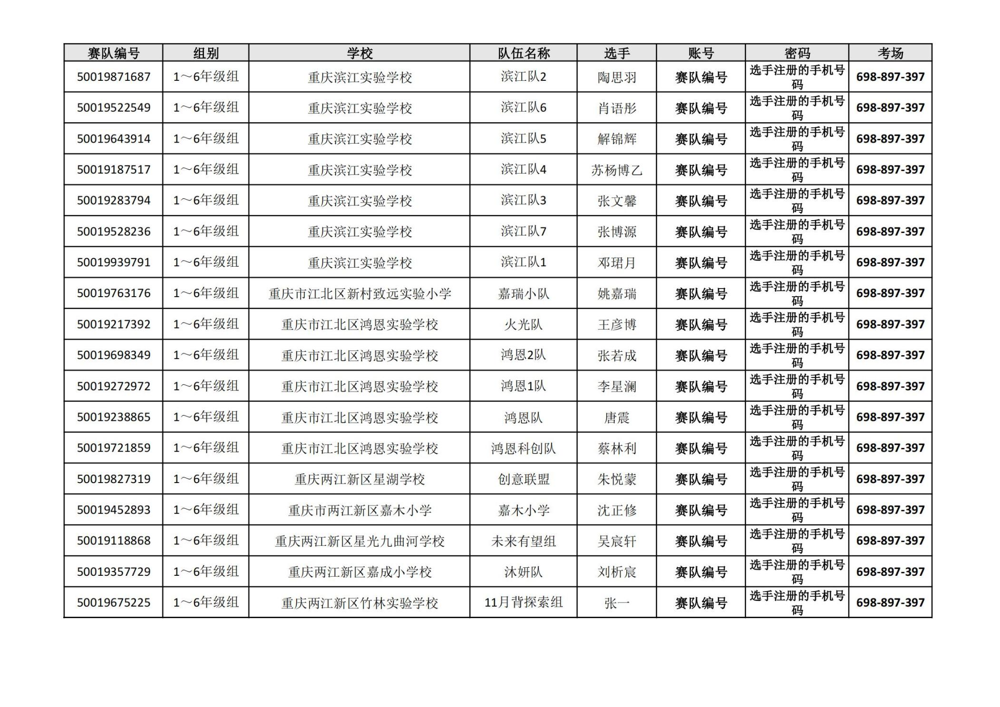 赛队编号 组别 学校 队伍名称 选手 账号 密码 考场
50019871687 1～6年级组 重庆滨江实验学校 滨江队2 陶思羽 赛队编号 选手注册的手机号码 698-897-397
50019522549 1～6年级组 重庆滨江实验学校 滨江队6 肖语彤 赛队编号 选手注册的手机号码 698-897-397
50019643914 1～6年级组 重庆滨江实验学校 滨江队5 解锦辉 赛队编号 选手注册的手机号码 698-897-397
50019187517 1～6年级组 重庆滨江实验学校 滨江队4 苏杨博乙 赛队编号 选手注册的手机号码 698-897-397
50019283794 1～6年级组 重庆滨江实验学校 滨江队3 张文馨 赛队编号 选手注册的手机号码 698-897-397
50019528236 1～6年级组 重庆滨江实验学校 滨江队7 张博源 赛队编号 选手注册的手机号码 698-897-397
50019939791 1～6年级组 重庆滨江实验学校 滨江队1 邓珺月 赛队编号 选手注册的手机号码 698-897-397
50019763176 1～6年级组 重庆市江北区新村致远实验小学 嘉瑞小队 姚嘉瑞 赛队编号 选手注册的手机号码 698-897-397
50019217392 1～6年级组 重庆市江北区鸿恩实验学校 火光队 王彦博 赛队编号 选手注册的手机号码 698-897-397
50019698349 1～6年级组 重庆市江北区鸿恩实验学校 鸿恩2队 张若成 赛队编号 选手注册的手机号码 698-897-397
50019272972 1～6年级组 重庆市江北区鸿恩实验学校 鸿恩1队 李星澜 赛队编号 选手注册的手机号码 698-897-397
50019238865 1～6年级组 重庆市江北区鸿恩实验学校 鸿恩队 唐震 赛队编号 选手注册的手机号码 698-897-397
50019721859 1～6年级组 重庆市江北区鸿恩实验学校 鸿恩科创队 蔡林利 赛队编号 选手注册的手机号码 698-897-397
50019827319 1～6年级组 重庆两江新区星湖学校 创意联盟 朱悦蒙 赛队编号 选手注册的手机号码 698-897-397
50019452893 1～6年级组 重庆市两江新区嘉木小学 嘉木小学 沈正修 赛队编号 选手注册的手机号码 698-897-397
50019118868 1～6年级组 重庆两江新区星光九曲河学校 未来有望组 吴宸轩 赛队编号 选手注册的手机号码 698-897-397
50019357729 1～6年级组 重庆两江新区嘉成小学校 沐妍队 刘析宸 赛队编号 选手注册的手机号码 698-897-397
50019675225 1～6年级组 重庆两江新区竹林实验学校 11月背探索组 张一 赛队编号 选手注册的手机号码 698-897-397